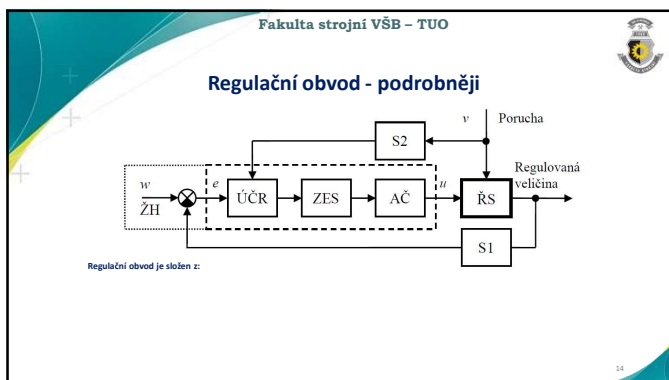 Fakulta strojní VŠB – TUO
Regulační obvod - podrobněji
v Porucha
S2
Regulovaná
veličina
w
ŽH
e
ÚČR
ZES
AČ
u
ŘS
S1
Regulační obvod je složen z:
14